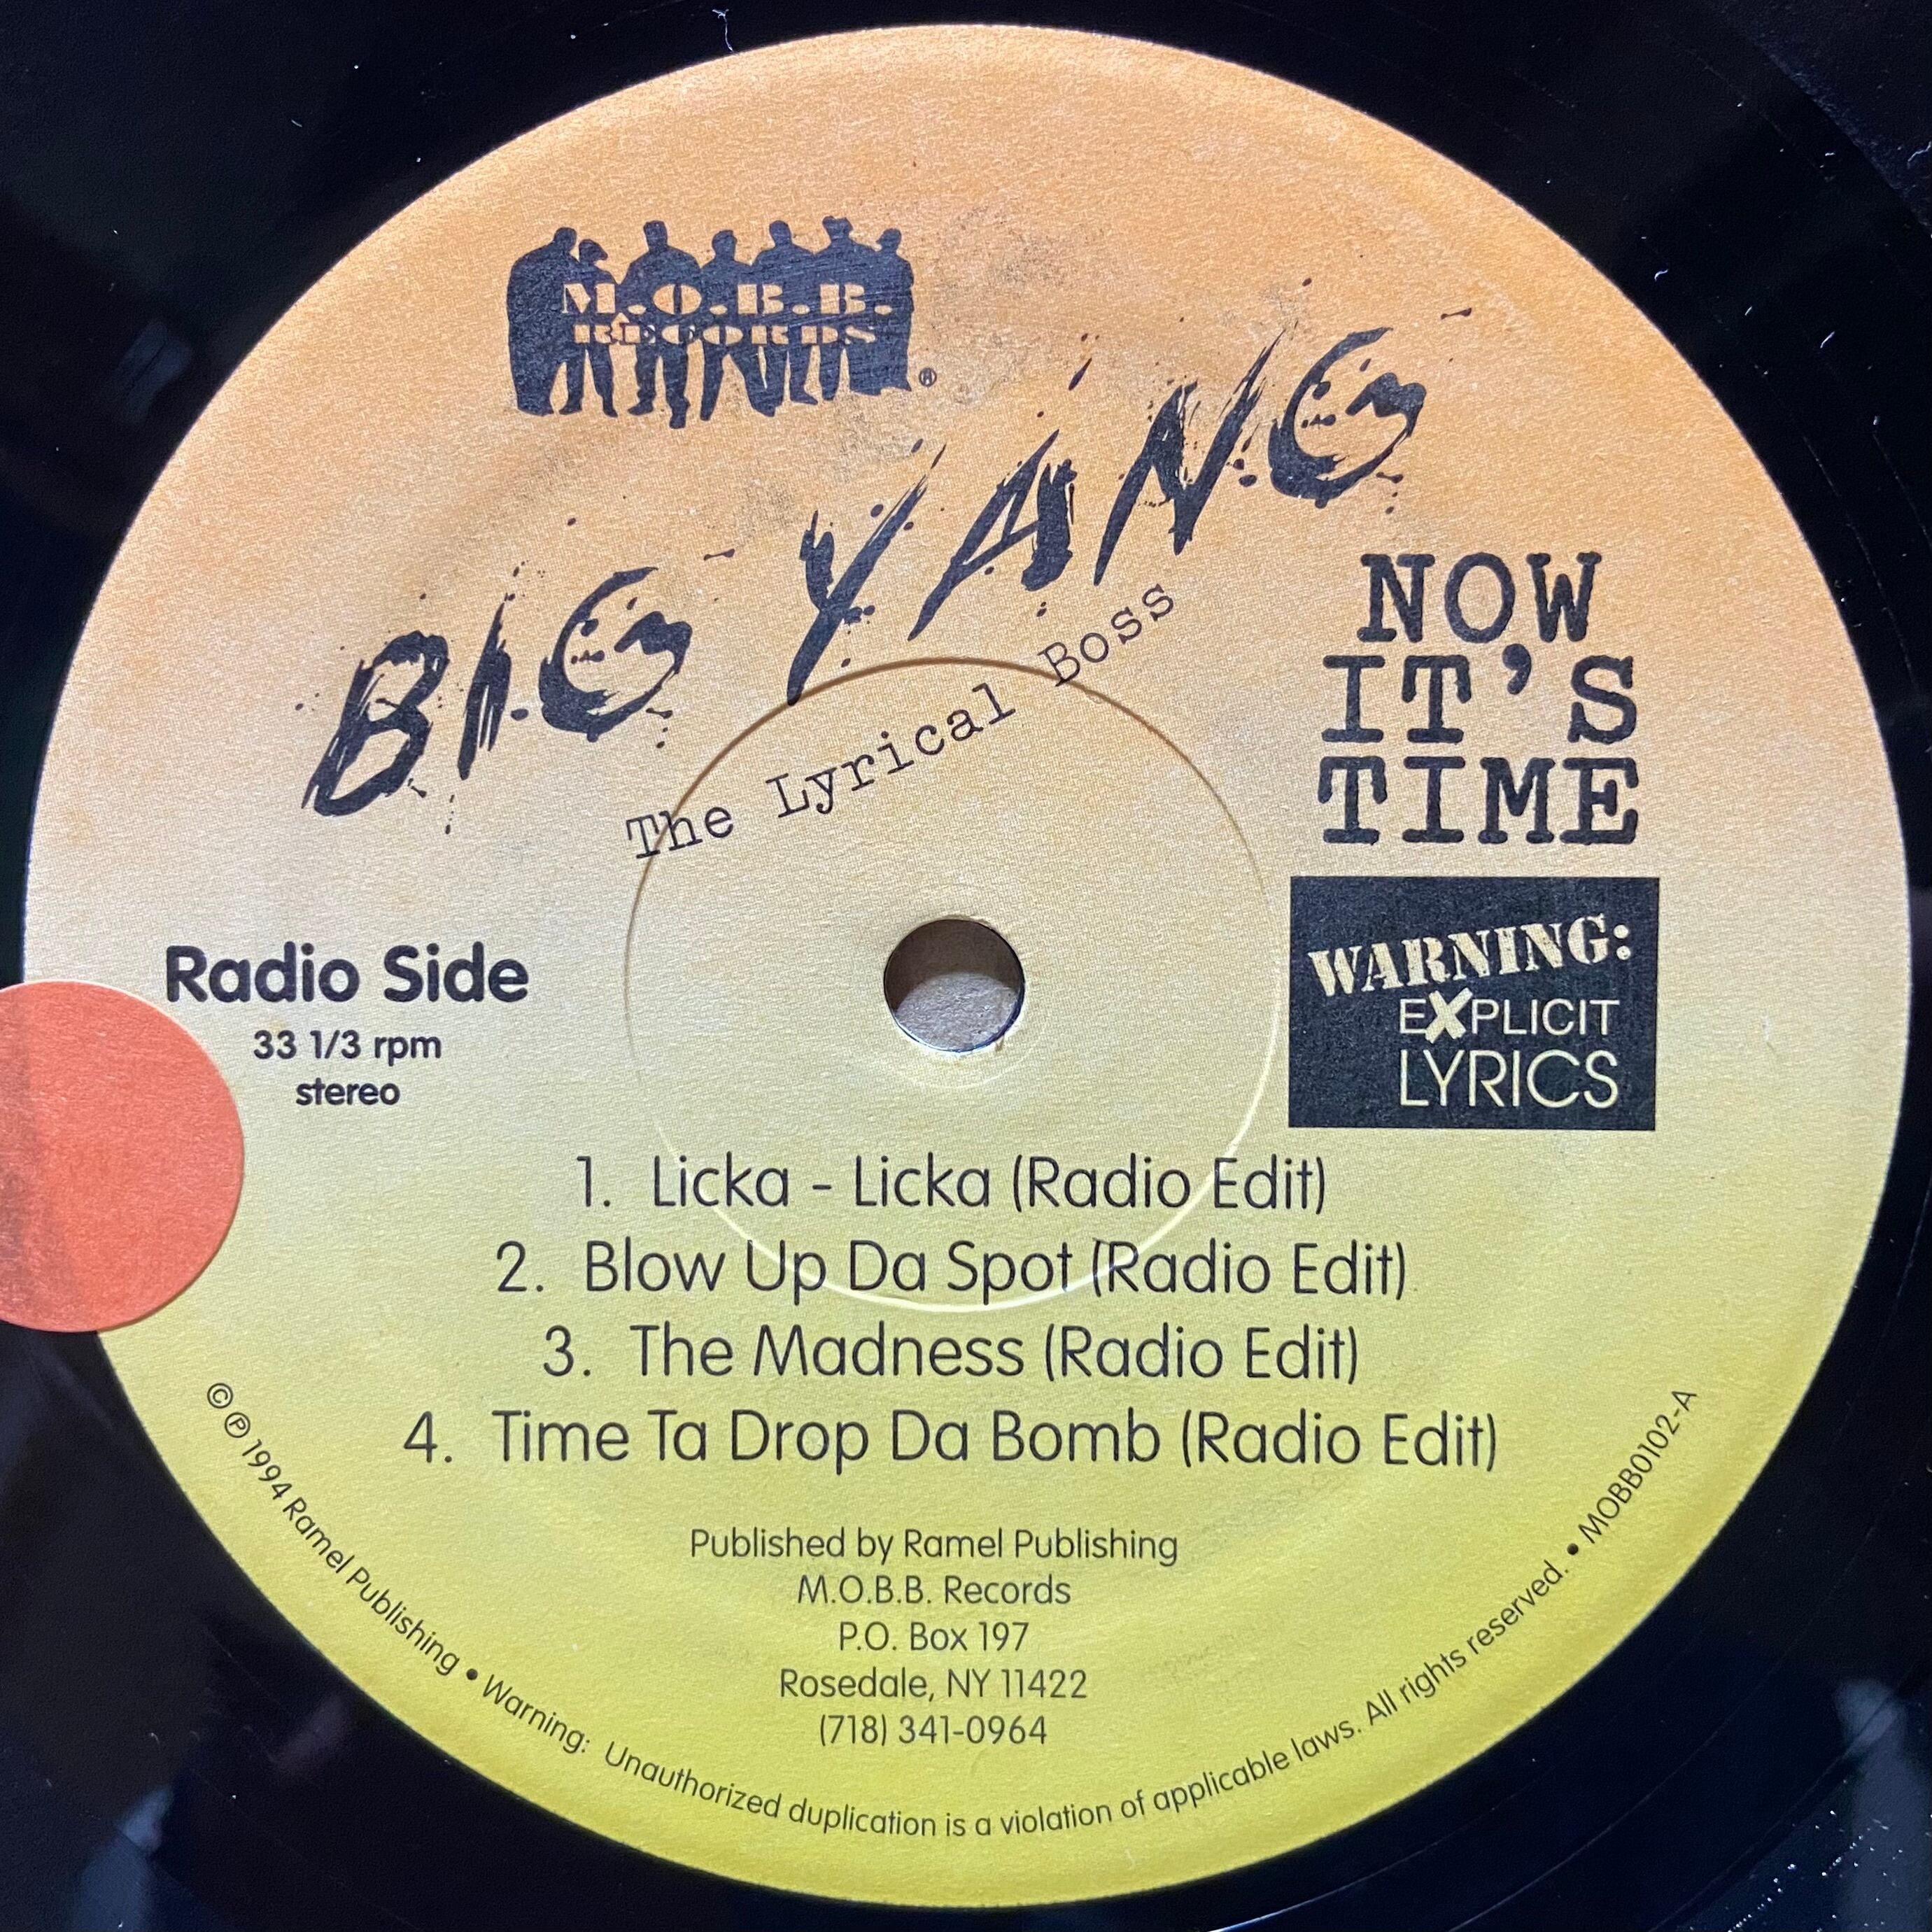 M.O.B.B.
RECORDS®
BIG YANG
The Lyrical Boss
NOW
IT'S
TIME
WARNING:
EXPLICIT
LYRICS
Radio Side
33 1/3 rpm
stereo
1. Licka - Licka (Radio Edit)
2. Blow Up Da Spot (Radio Edit)
3. The Madness (Radio Edit)
4. Time Ta Drop Da Bomb (Radio Edit)
Published by Ramel Publishing
M.O.B.B. Records
P.O. Box 197
Rosedale, NY 11422
(718) 341-0964
© ℗ 1994 Ramel Publishing • Warning: Unauthorized duplication is a violation of applicable laws. All rights reserved. • MOBB0102-A